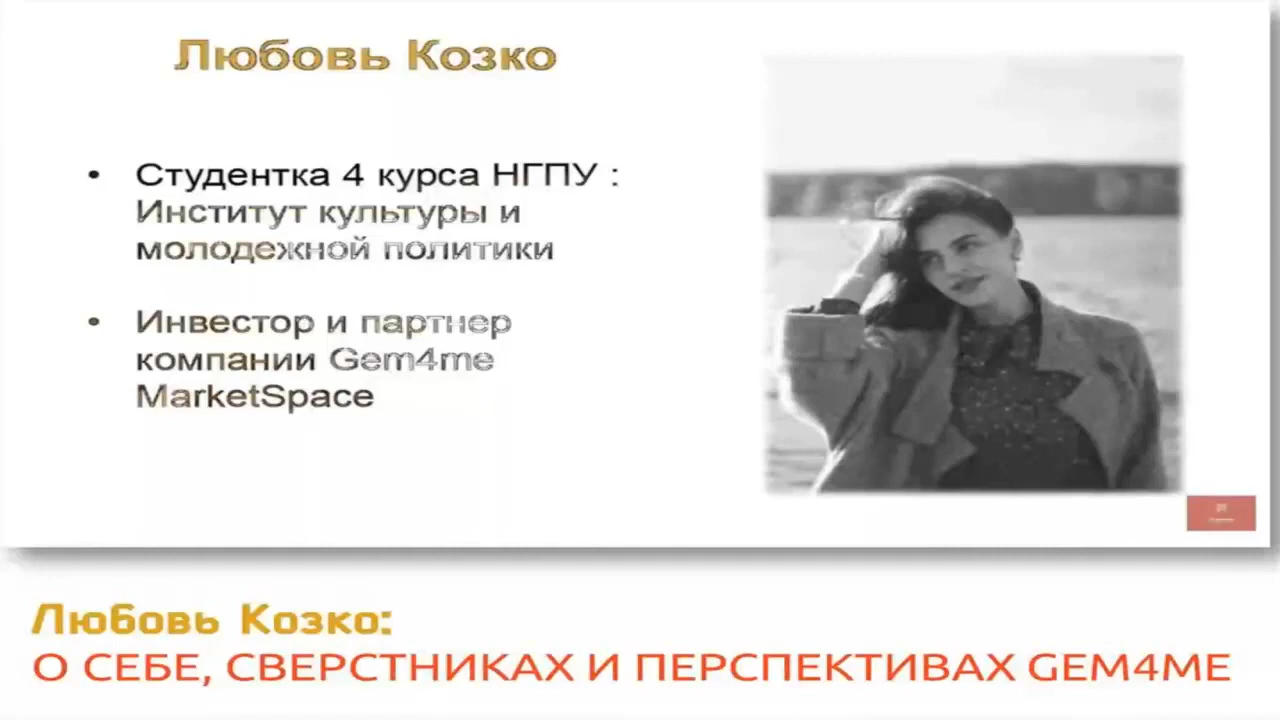 Любовь Козко
• Студентка 4 курса НГПУ :
Институт культуры и
молодежной политики
• Инвестор и партнер
компании Gem4me
MarketSpace
Любовь Козко:
О СЕБЕ, СВЕРСТНИКАХ И ПЕРСПЕКТИВАХ GEM4ME